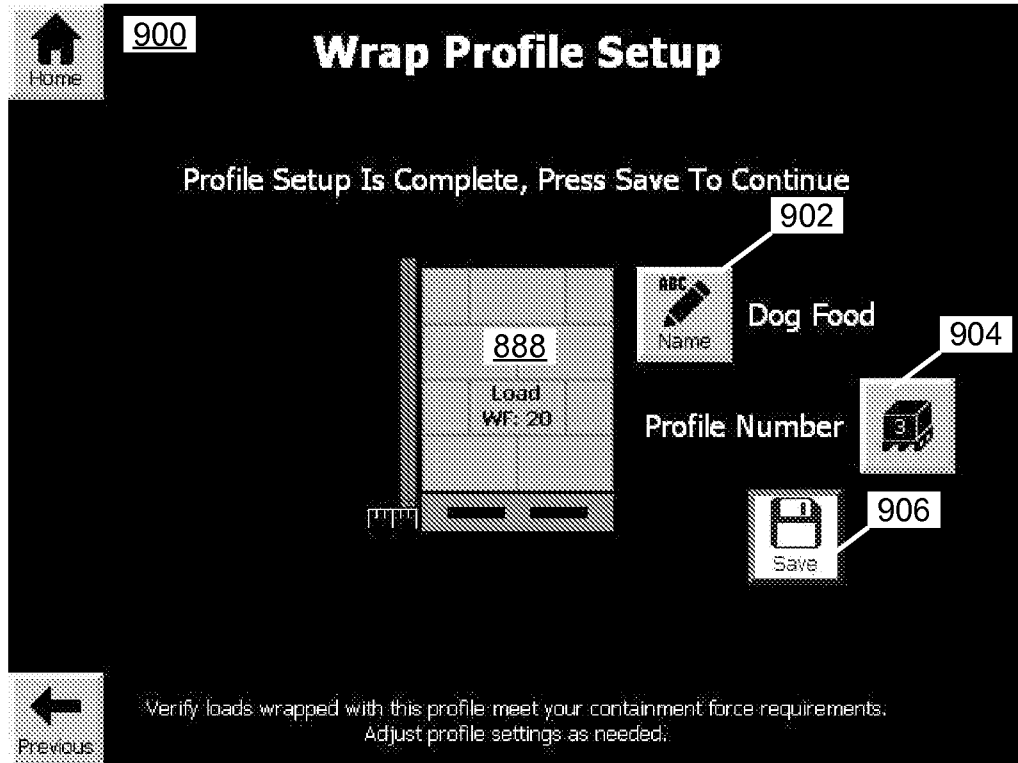 Home
900
Wrap Profile Setup
Profile Setup Is Complete, Press Save To Continue
902
ABC
Name
Dog Food
888
Load
WF: 20
904
Profile Number
3
906
Save
Previous
Verify loads wrapped with this profile meet your containment force requirements.
Adjust profile settings as needed.